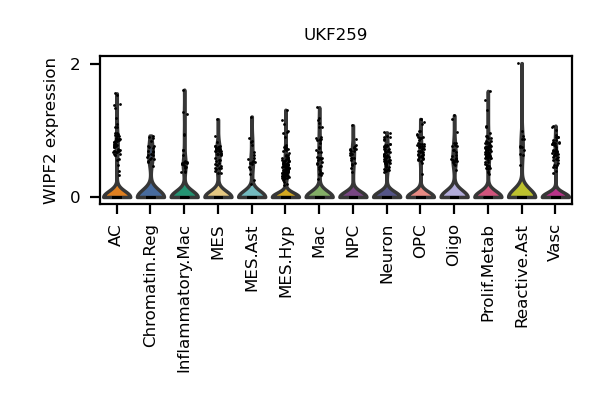 UKF259
WIPF2 expression
2
0
AC
Chromatin.Reg
Inflammatory.Mac
MES
MES.Ast
MES.Hyp
Mac
NPC
Neuron
OPC
Oligo
Prolif.Metab
Reactive.Ast
Vasc